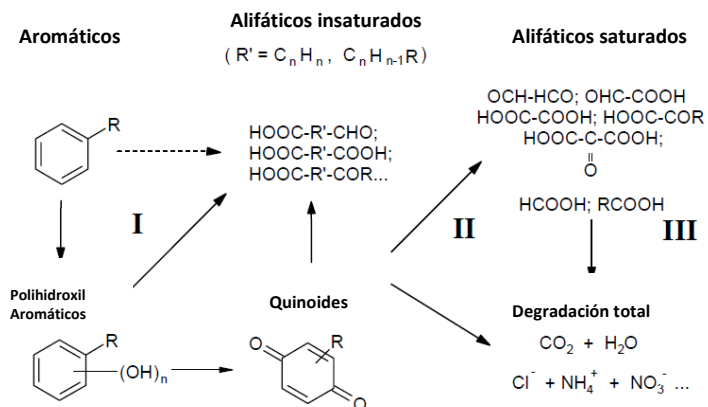 Aromáticos
R
I
Polihidroxil
Aromáticos
R
(OH)n
Alifáticos insaturados
( R' = CnHn , CnHn-1R )
HOOC-R'-CHO;
HOOC-R'-COOH;
HOOC-R'-COR...
Quinoides
O
R
O
Alifáticos saturados
OCH-HCO; OHC-COOH
HOOC-COOH; HOOC-COR
HOOC-C-COOH;
O
HCOOH; RCOOH
II
III
Degradación total
CO2 + H2O
Cl- + NH4+ + NO3- ...